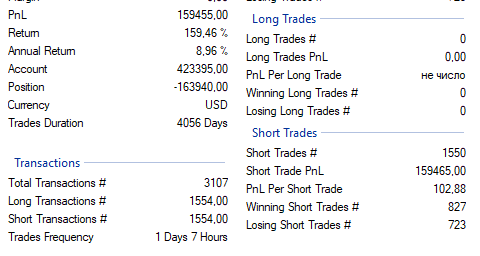 PnL 159455,00
Return 159,46 %
Annual Return 8,96 %
Account 423395,00
Position -163940,00
Currency USD
Trades Duration 4056 Days
Transactions
Total Transactions # 3107
Long Transactions # 1554,00
Short Transactions # 1554,00
Trades Frequency 1 Days 7 Hours
Long Trades
Long Trades # 0
Long Trades PnL 0,00
PnL Per Long Trade не число
Winning Long Trades # 0
Losing Long Trades # 0
Short Trades
Short Trades # 1550
Short Trade PnL 159465,00
PnL Per Short Trade 102,88
Winning Short Trades # 827
Losing Short Trades # 723